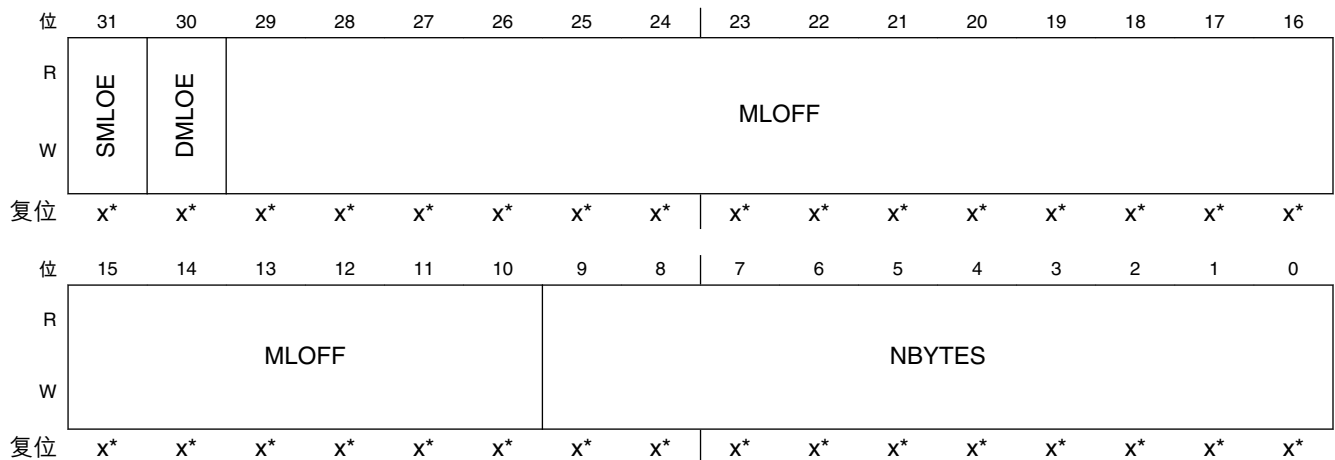 位 31 30 29 28 27 26 25 24 23 22 21 20 19 18 17 16
R
W
SMLOE
DMLOE
MLOFF
复位 x* x* x* x* x* x* x* x* x* x* x* x* x* x* x* x*
位 15 14 13 12 11 10 9 8 7 6 5 4 3 2 1 0
R
W
MLOFF
NBYTES
复位 x* x* x* x* x* x* x* x* x* x* x* x* x* x* x* x*